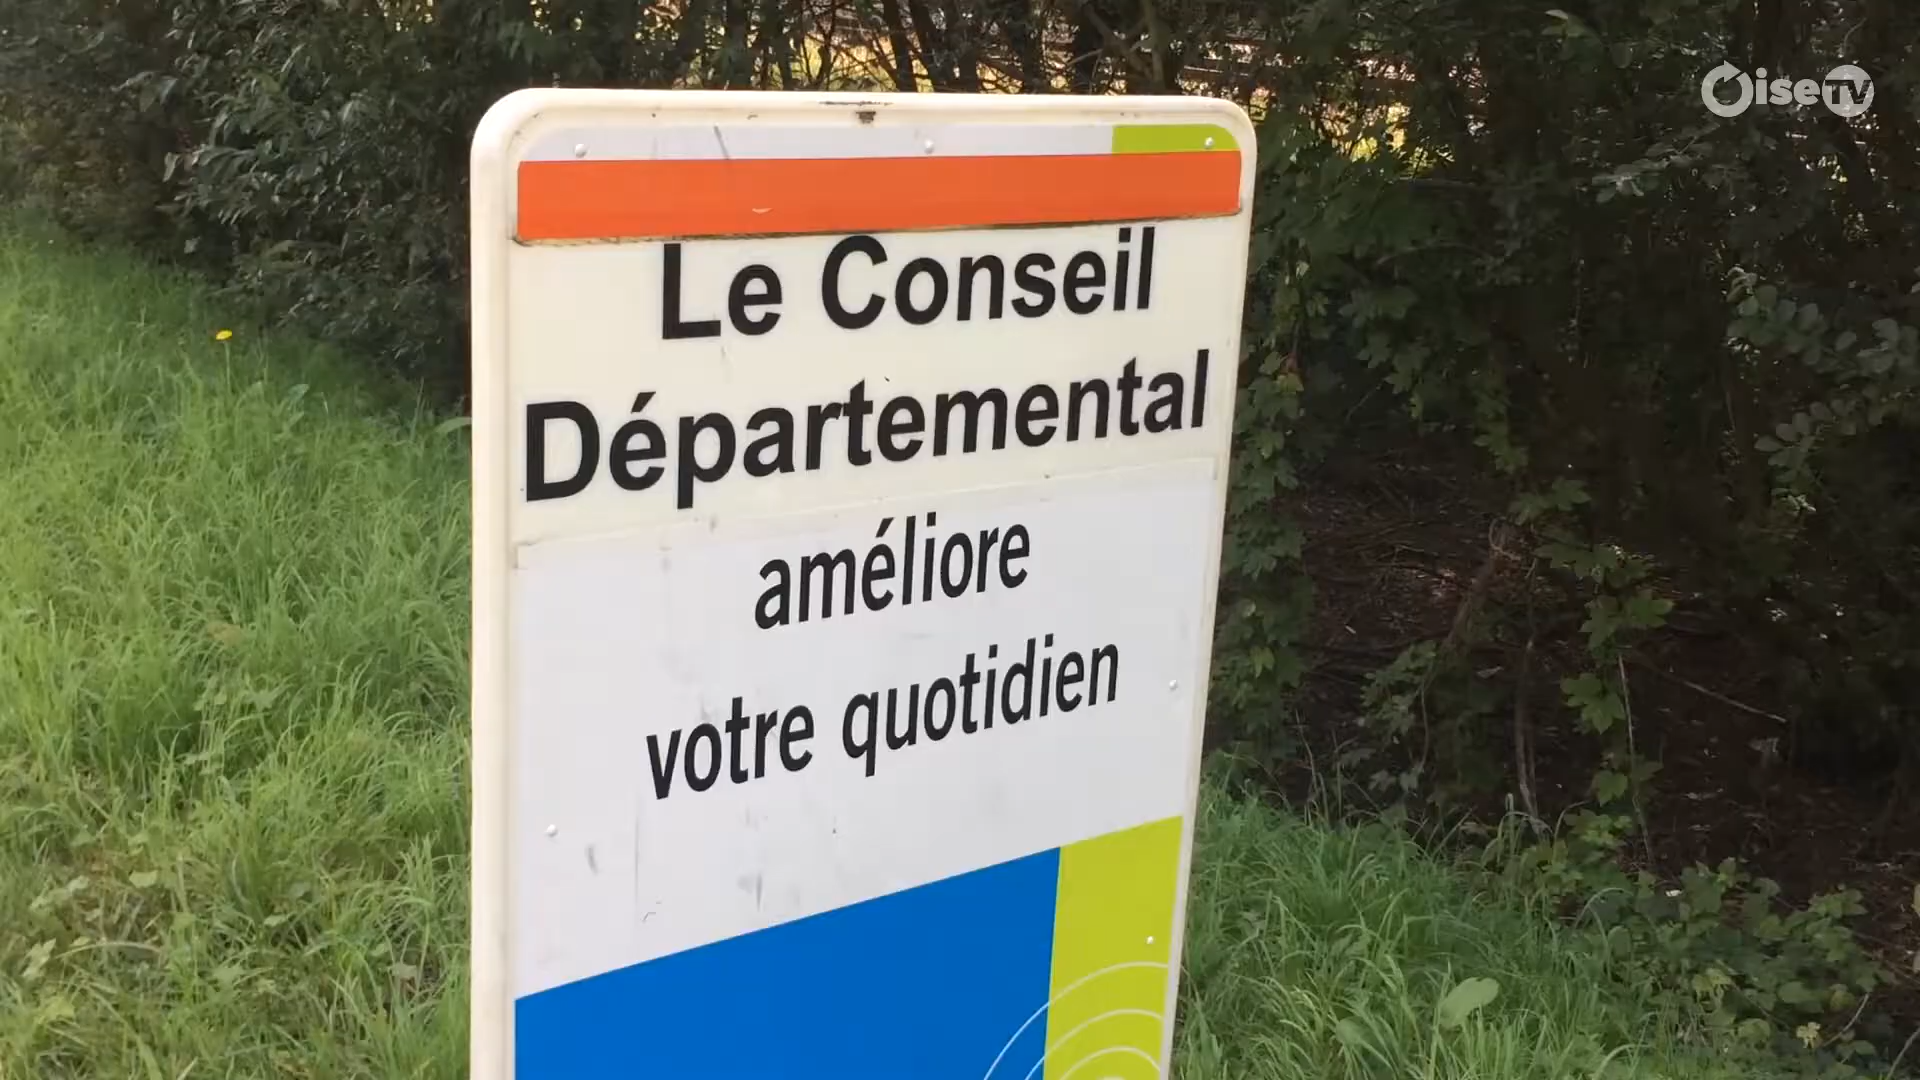 OiseTV
Le Conseil
Départemental
améliore
votre quotidien